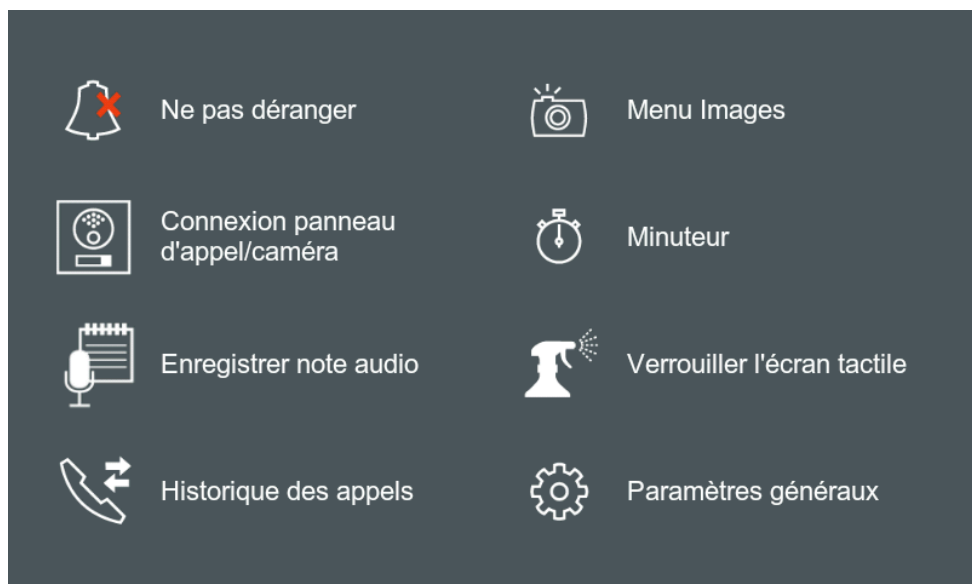 Ne pas déranger
Menu Images
Connexion panneau
d'appel/caméra
Minuteur
Enregistrer note audio
Verrouiller l'écran tactile
Historique des appels
Paramètres généraux